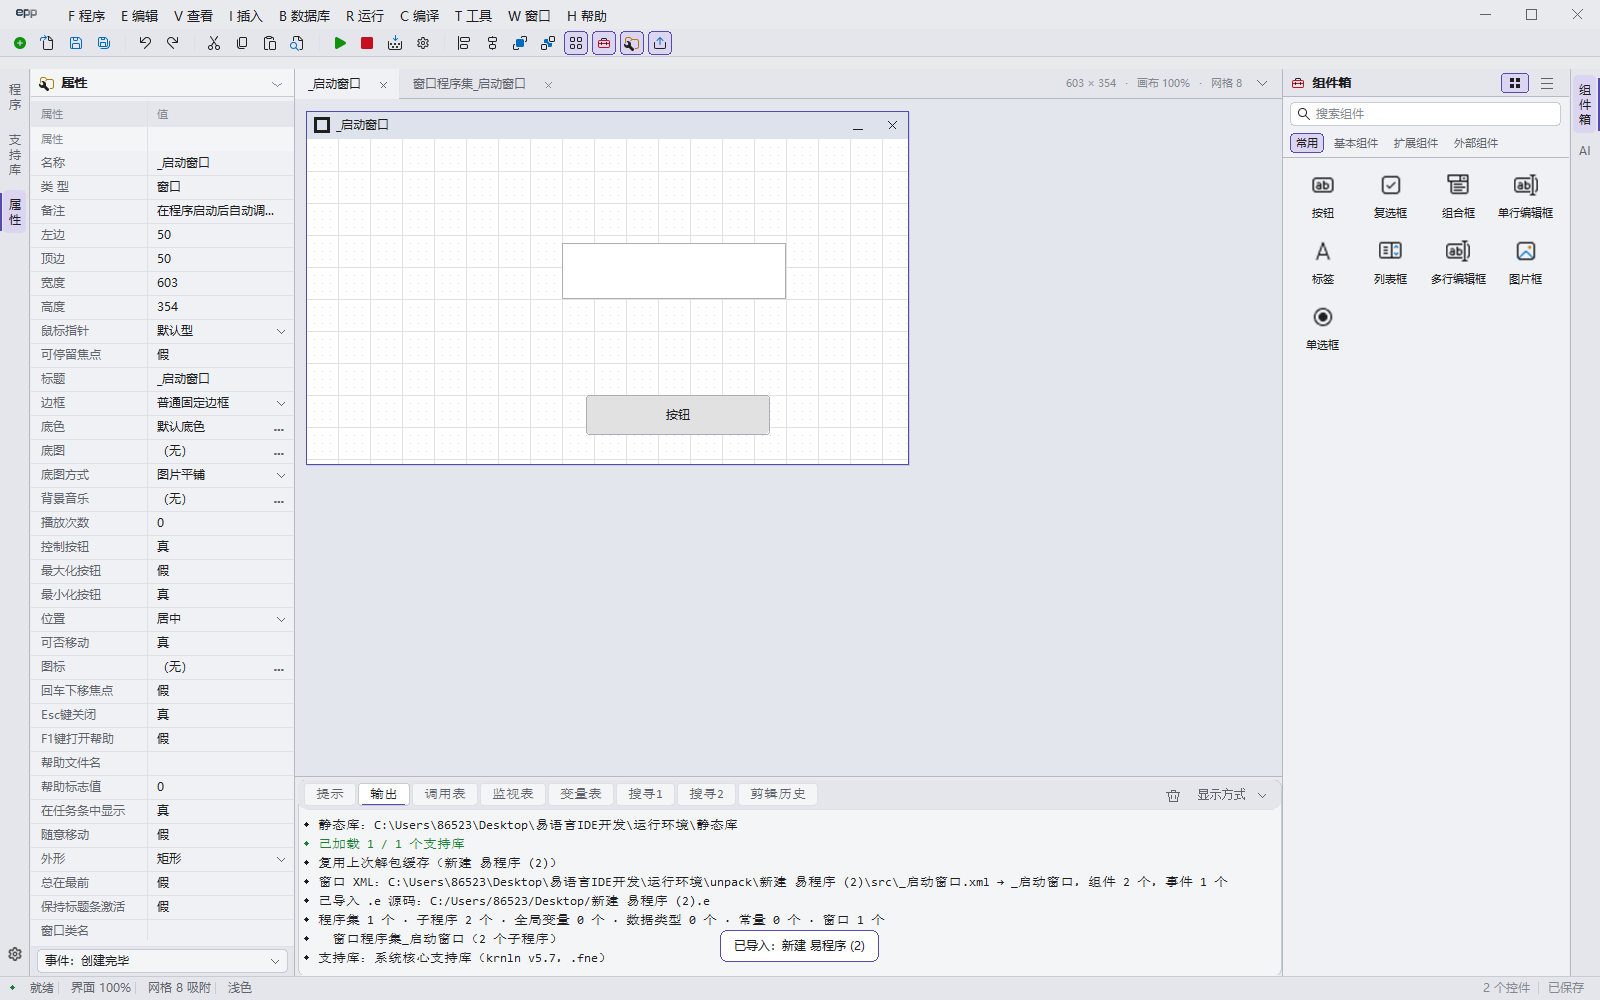 epp
F 程序 E 编辑 V 查看 I 插入 B 数据库 R 运行 C 编译 T 工具 W 窗口 H 帮助
程序
支持库
属性
属性
属性 值
属性
名称 _启动窗口
类 型 窗口
备注 在程序启动后自动调...
左边 50
顶边 50
宽度 603
高度 354
鼠标指针 默认型
可停留焦点 假
标题 _启动窗口
边框 普通固定边框
底色 默认底色 ...
底图 （无） ...
底图方式 图片平铺
背景音乐 （无） ...
播放次数 0
控制按钮 真
最大化按钮 假
最小化按钮 真
位置 居中
可否移动 真
图标 （无） ...
回车下移焦点 假
Esc键关闭 真
F1键打开帮助 假
帮助文件名
帮助标志值 0
在任务条中显示 真
随意移动 假
外形 矩形
总在最前 假
保持标题条激活 假
窗口类名
事件: 创建完毕
_启动窗口 × 窗口程序集_启动窗口 ×
603 × 354 · 画布 100% · 网格 8
_启动窗口
按钮
提示 输出 调用表 监视表 变量表 搜寻1 搜寻2 剪辑历史
显示方式
静态库: C:\Users\86523\Desktop\易语言IDE开发\运行环境\静态库
已加载 1 / 1 个支持库
复用上次解包缓存（新建 易程序 (2)）
窗口 XML: C:\Users\86523\Desktop\易语言IDE开发\运行环境\unpack\新建 易程序 (2)\src\_启动窗口.xml → _启动窗口, 组件 2 个, 事件 1 个
已导入 .e 源码: C:/Users/86523/Desktop/新建 易程序 (2).e
程序集 1 个 · 子程序 2 个 · 全局变量 0 个 · 数据类型 0 个 · 常量 0 个 · 窗口 1 个
窗口程序集_启动窗口（2 个子程序）
支持库: 系统核心支持库（krnln v5.7, .fne）
已导入: 新建 易程序 (2)
组件箱
搜索组件
常用 基本组件 扩展组件 外部组件
按钮 复选框 组合框 单行编辑框
标签 列表框 多行编辑框 图片框
单选框
组件箱
AI
就绪 界面 100% 网格 8 吸附 浅色
2 个控件 已保存